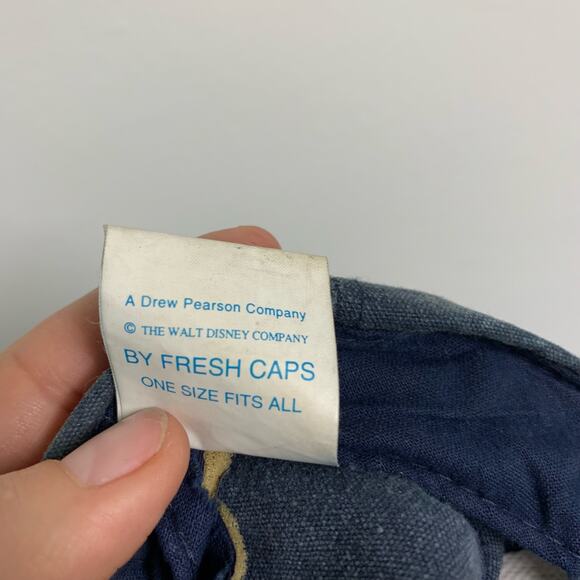 A Drew Pearson Company
© THE WALT DISNEY COMPANY
BY FRESH CAPS
ONE SIZE FITS ALL